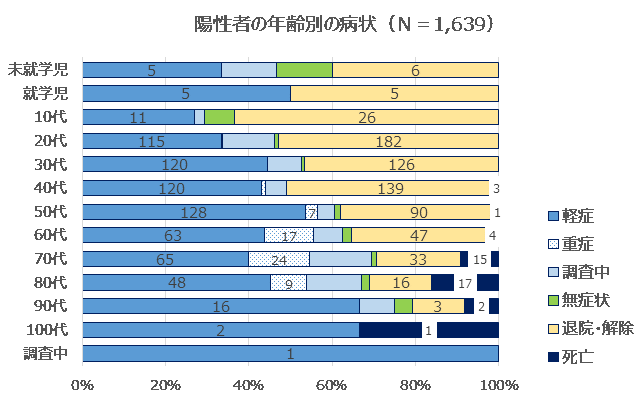 陽性者の年齢別の病状（N＝1,639）
未就学児 5 6
就学児 5 5
10代 11 26
20代 115 182
30代 120 126
40代 120 139 3
50代 128 7 90 1
60代 63 17 47 4
70代 65 24 33 15
80代 48 9 16 17
90代 16 3 2
100代 2 1
調査中 1
0% 20% 40% 60% 80% 100%
軽症
重症
調査中
無症状
退院・解除
死亡